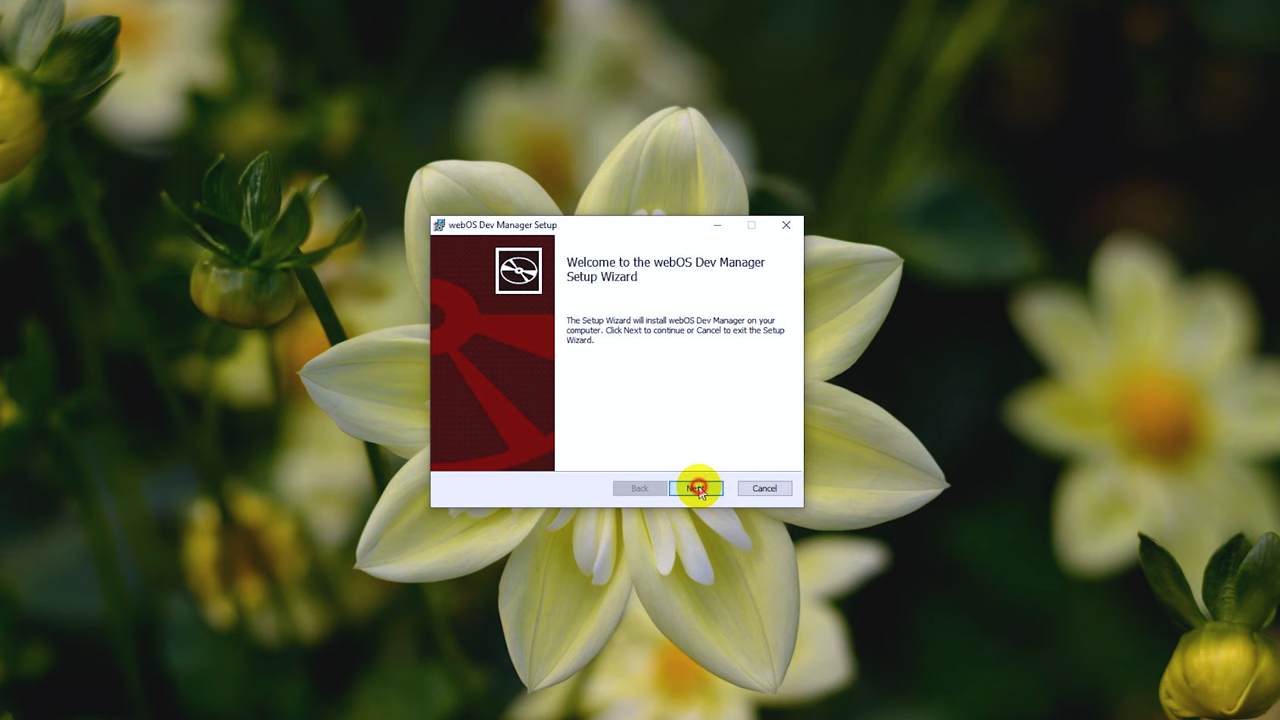 webOS Dev Manager Setup
Welcome to the webOS Dev Manager
Setup Wizard
The Setup Wizard will install webOS Dev Manager on your
computer. Click Next to continue or Cancel to exit the Setup
Wizard.
Back Next Cancel